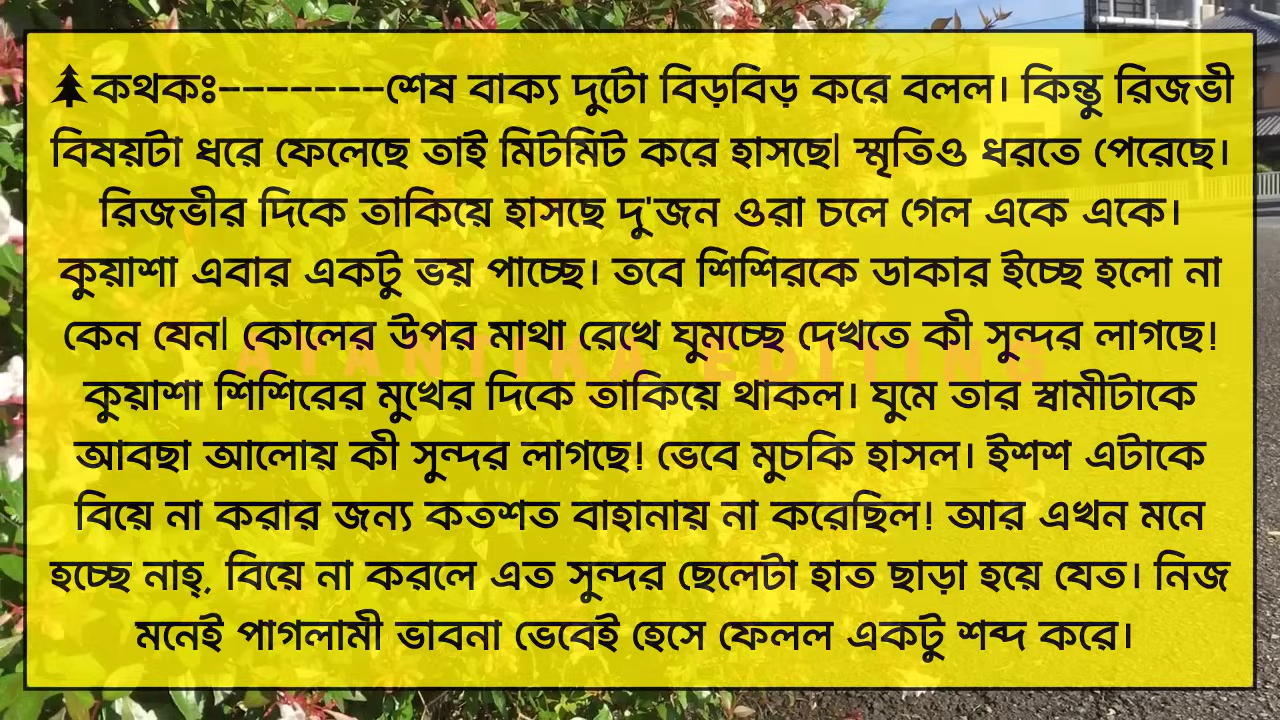 🌲কথকঃ-------শেষ বাক্য দুটো বিড়বিড় করে বলল। কিন্তু রিজভী
বিষয়টা ধরে ফেলেছে তাই মিটমিট করে হাসছে| স্মৃতিও ধরতে পেরেছে।
রিজভীর দিকে তাকিয়ে হাসছে দু'জন ওরা চলে গেল একে একে।
কুয়াশা এবার একটু ভয় পাচ্ছে। তবে শিশিরকে ডাকার ইচ্ছে হলো না
কেন যেন| কোলের উপর মাথা রেখে ঘুমচ্ছে দেখতে কী সুন্দর লাগছে!
ATANTIKA EDITING
কুয়াশা শিশিরের মুখের দিকে তাকিয়ে থাকল। ঘুমে তার স্বামীটাকে
আবছা আলোয় কী সুন্দর লাগছে! ভেবে মুচকি হাসল। ইশশ এটাকে
বিয়ে না করার জন্য কতশত বাহানায় না করেছিল! আর এখন মনে
হচ্ছে নাহ্, বিয়ে না করলে এত সুন্দর ছেলেটা হাত ছাড়া হয়ে যেত। নিজ
মনেই পাগলামী ভাবনা ভেবেই হেসে ফেলল একটু শব্দ করে।